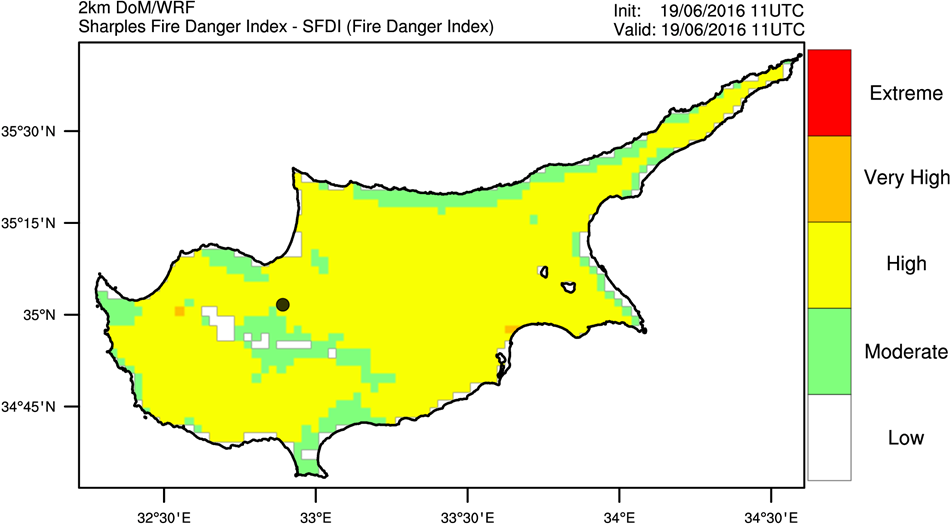 2km DoM/WRF
Init: 19/06/2016 11UTC
Sharples Fire Danger Index - SFDI (Fire Danger Index)
Valid: 19/06/2016 11UTC
Extreme
Very High
High
Moderate
Low
35°30'N
35°15'N
35°N
34°45'N
32°30'E
33°E
33°30'E
34°E
34°30'E